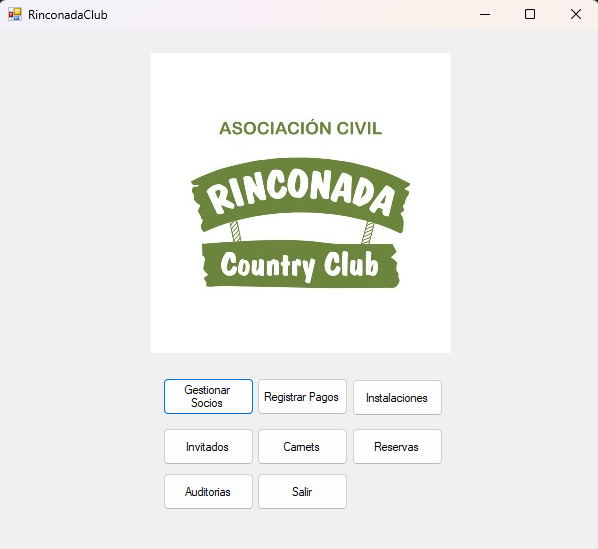 RinconadaClub
ASOCIACIÓN CIVIL
RINCONADA
Country Club
Gestionar
Socios
Registrar Pagos
Instalaciones
Invitados
Carnets
Reservas
Auditorias
Salir